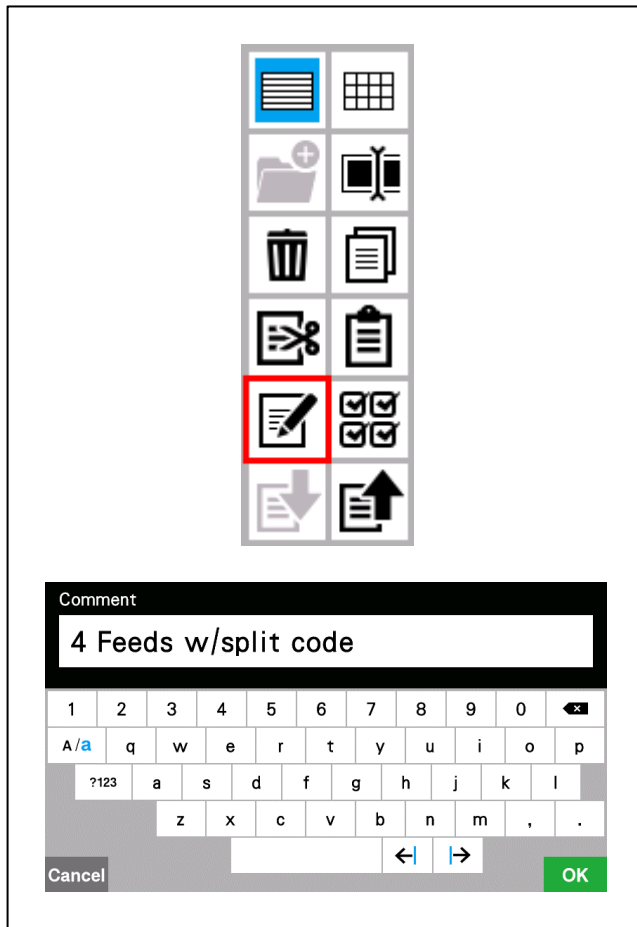 Comment
4 Feeds w/split code
1 2 3 4 5 6 7 8 9 0
A/a q w e r t y u i o p
?123 a s d f g h j k l
z x c v b n m , .
Cancel OK